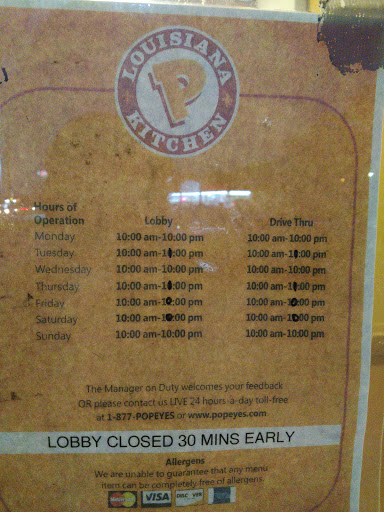 LOUISIANA
P
KITCHEN
Hours of
Operation Lobby Drive Thru
Monday 10:00 am-10:00 pm 10:00 am-10:00 pm
Tuesday 10:00 am-11:00 pm 10:00 am-11:00 pm
Wednesday 10:00 am-10:00 pm 10:00 am-10:00 pm
Thursday 10:00 am-11:00 pm 10:00 am-11:00 pm
Friday 10:00 am-10:00 pm 10:00 am-10:00 pm
Saturday 10:00 am-10:00 pm 10:00 am-10:00 pm
Sunday 10:00 am-10:00 pm 10:00 am-10:00 pm
The Manager on Duty welcomes your feedback
OR please contact us LIVE 24 hours-a-day toll-free
at 1-877-POPEYES or www.popeyes.com
LOBBY CLOSED 30 MINS EARLY
Allergens
We are unable to guarantee that any menu
item can be completely free of allergens.
MasterCard VISA DISCOVER